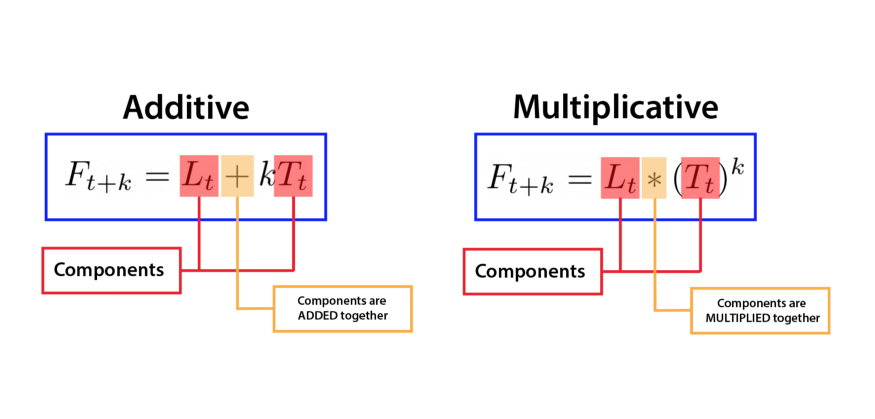 Additive
F_{t+k} = L_t + kT_t
Components
Components are
ADDED together
Multiplicative
F_{t+k} = L_t * (T_t)^k
Components
Components are
MULTIPLIED together